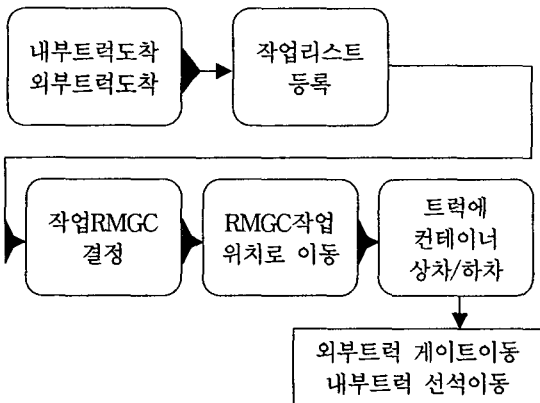 내부트럭도착
외부트럭도착
작업리스트
등록
작업RMGC
결정
RMGC작업
위치로 이동
트럭에
컨테이너
상차/하차
외부트럭 게이트이동
내부트럭 선석이동